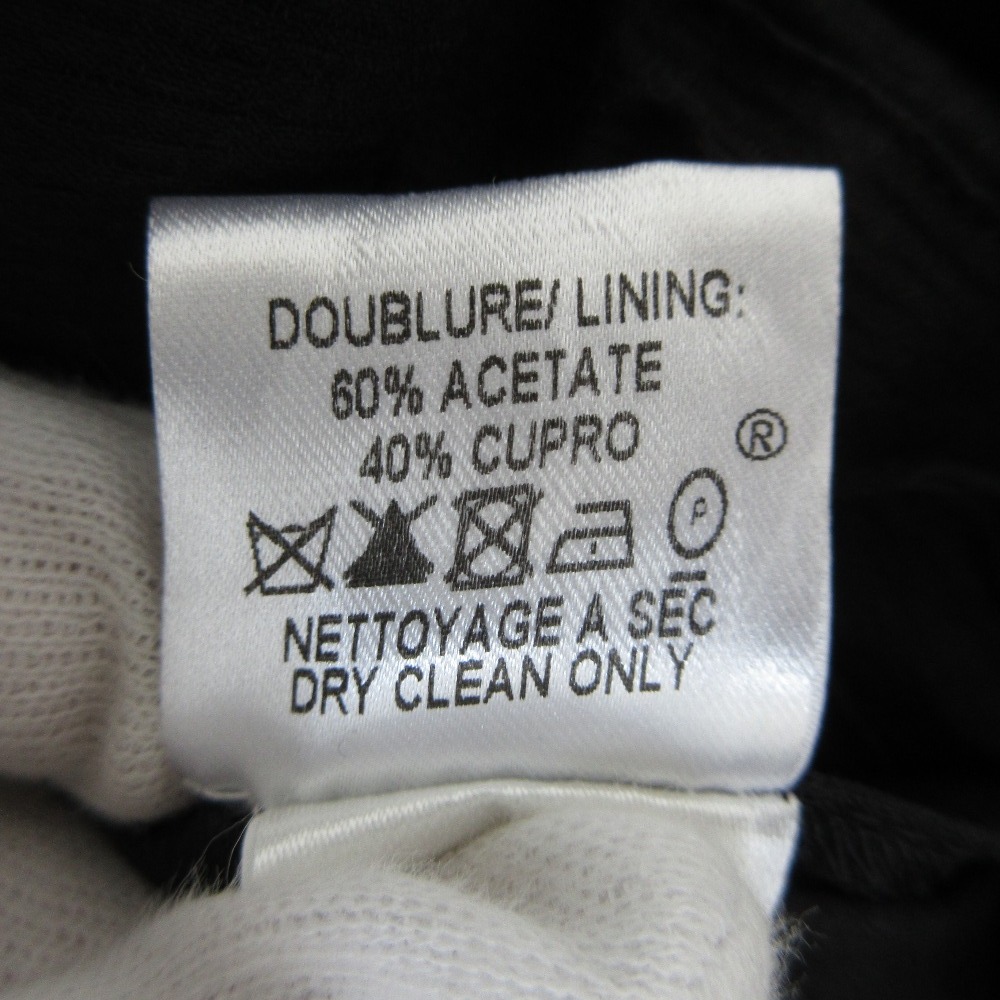 DOUBLURE/ LINING:
60% ACETATE
40% CUPRO
®
P
NETTOYAGE A SEC
DRY CLEAN ONLY